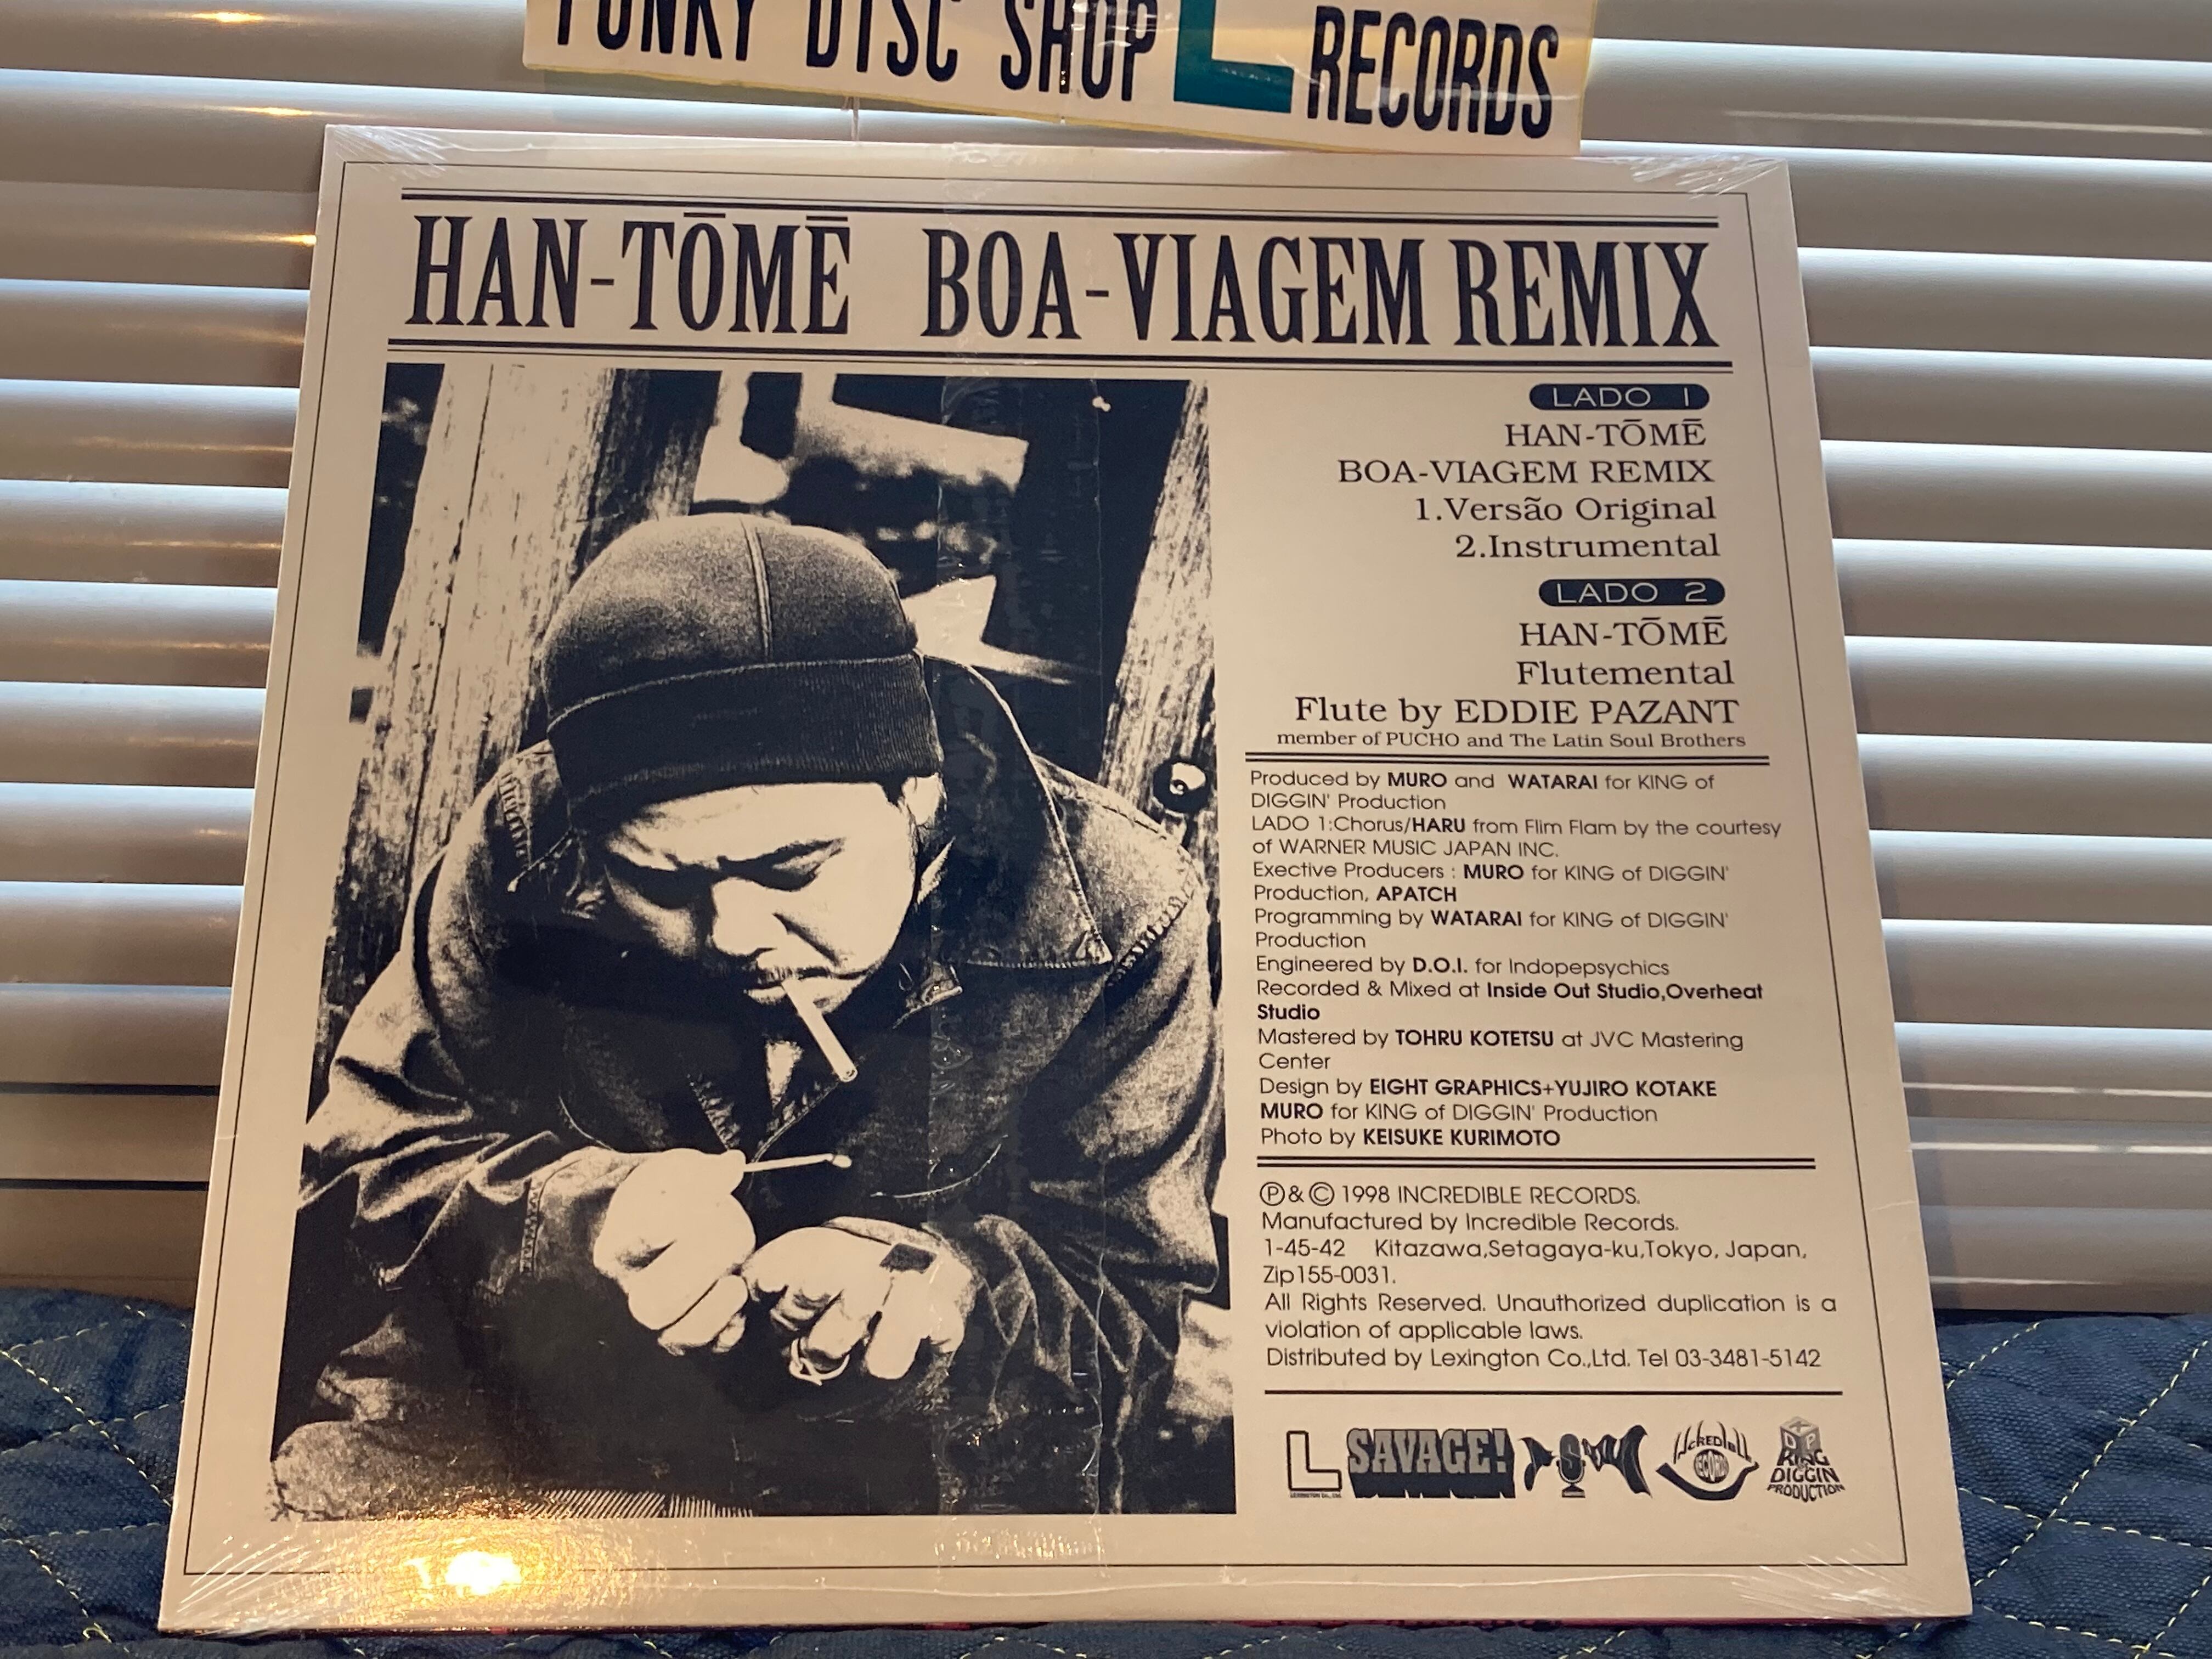 FUNKY DISC SHOP L RECORDS
HAN-TŌMĒ BOA-VIAGEM REMIX
LADO 1
HAN-TŌMĒ
BOA-VIAGEM REMIX
1.Versão Original
2.Instrumental
LADO 2
HAN-TŌMĒ
Flutemental
Flute by EDDIE PAZANT
member of PUCHO and The Latin Soul Brothers
Produced by MURO and WATARAI for KING of
DIGGIN' Production
LADO 1:Chorus/HARU from Flim Flam by the courtesy
of WARNER MUSIC JAPAN INC.
Exective Producers : MURO for KING of DIGGIN'
Production, APATCH
Programming by WATARAI for KING of DIGGIN'
Production
Engineered by D.O.I. for Indopepsychics
Recorded & Mixed at Inside Out Studio,Overheat
Studio
Mastered by TOHRU KOTETSU at JVC Mastering
Center
Design by EIGHT GRAPHICS+YUJIRO KOTAKE
MURO for KING of DIGGIN' Production
Photo by KEISUKE KURIMOTO
Ⓟ&© 1998 INCREDIBLE RECORDS.
Manufactured by Incredible Records.
1-45-42 Kitazawa,Setagaya-ku,Tokyo, Japan,
Zip155-0031.
All Rights Reserved. Unauthorized duplication is a
violation of applicable laws.
Distributed by Lexington Co.,Ltd. Tel 03-3481-5142
L
LEXINGTON Co., Ltd.
SAVAGE!
INCREDIBLE
RECORDS
KING
OF
DIGGIN
PRODUCTION